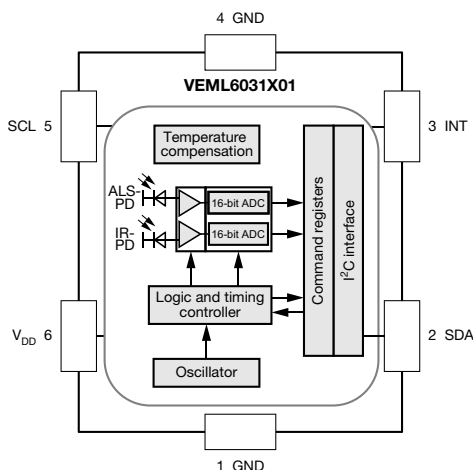 4 GND
VEML6031X01
SCL 5
3 INT
Temperature
compensation
ALS-
PD
16-bit ADC
IR-
PD
16-bit ADC
Command registers
I²C interface
Logic and timing
controller
V_DD 6
2 SDA
Oscillator
1 GND